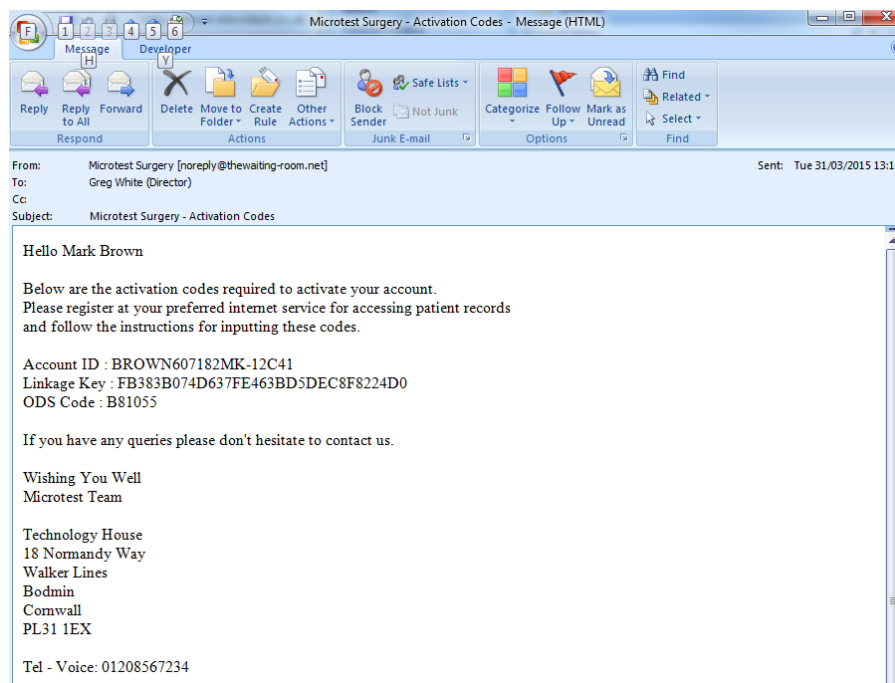 Microtest Surgery - Activation Codes - Message (HTML)
F 1 2 3 4 5 6
Message Developer
H Y
Reply Reply to All Forward Delete Move to Folder Create Rule Other Actions Block Sender Safe Lists Not Junk Categorize Follow Up Mark as Unread Find Related Select
Respond Actions Junk E-mail Options Find
From: Microtest Surgery [noreply@thewaiting-room.net] Sent: Tue 31/03/2015 13:1
To: Greg White (Director)
Cc:
Subject: Microtest Surgery - Activation Codes
Hello Mark Brown
Below are the activation codes required to activate your account.
Please register at your preferred internet service for accessing patient records
and follow the instructions for inputting these codes.
Account ID : BROWN607182MK-12C41
Linkage Key : FB383B074D637FE463BD5DEC8F8224D0
ODS Code : B81055
If you have any queries please don't hesitate to contact us.
Wishing You Well
Microtest Team
Technology House
18 Normandy Way
Walker Lines
Bodmin
Cornwall
PL31 1EX
Tel - Voice: 01208567234